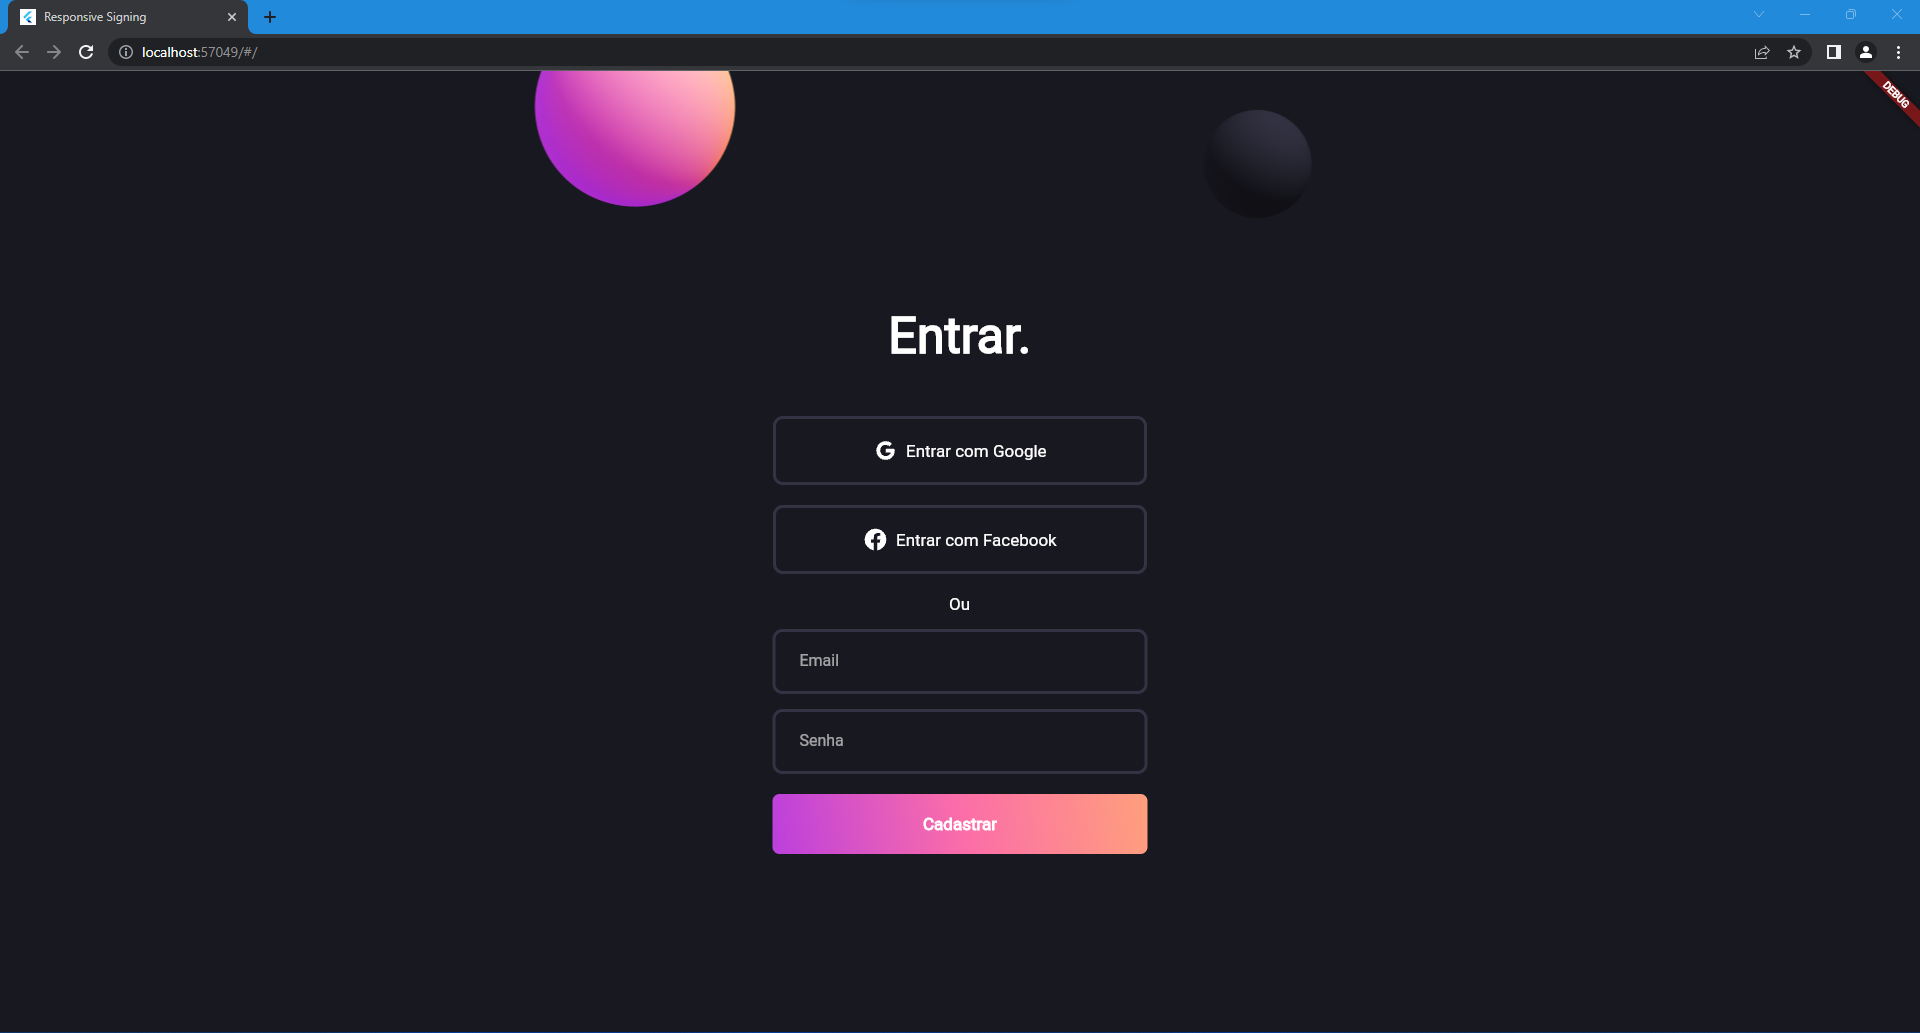 Responsive Signing
localhost:57049/#/
DEBUG
Entrar.
Entrar com Google
Entrar com Facebook
Ou
Email
Senha
Cadastrar